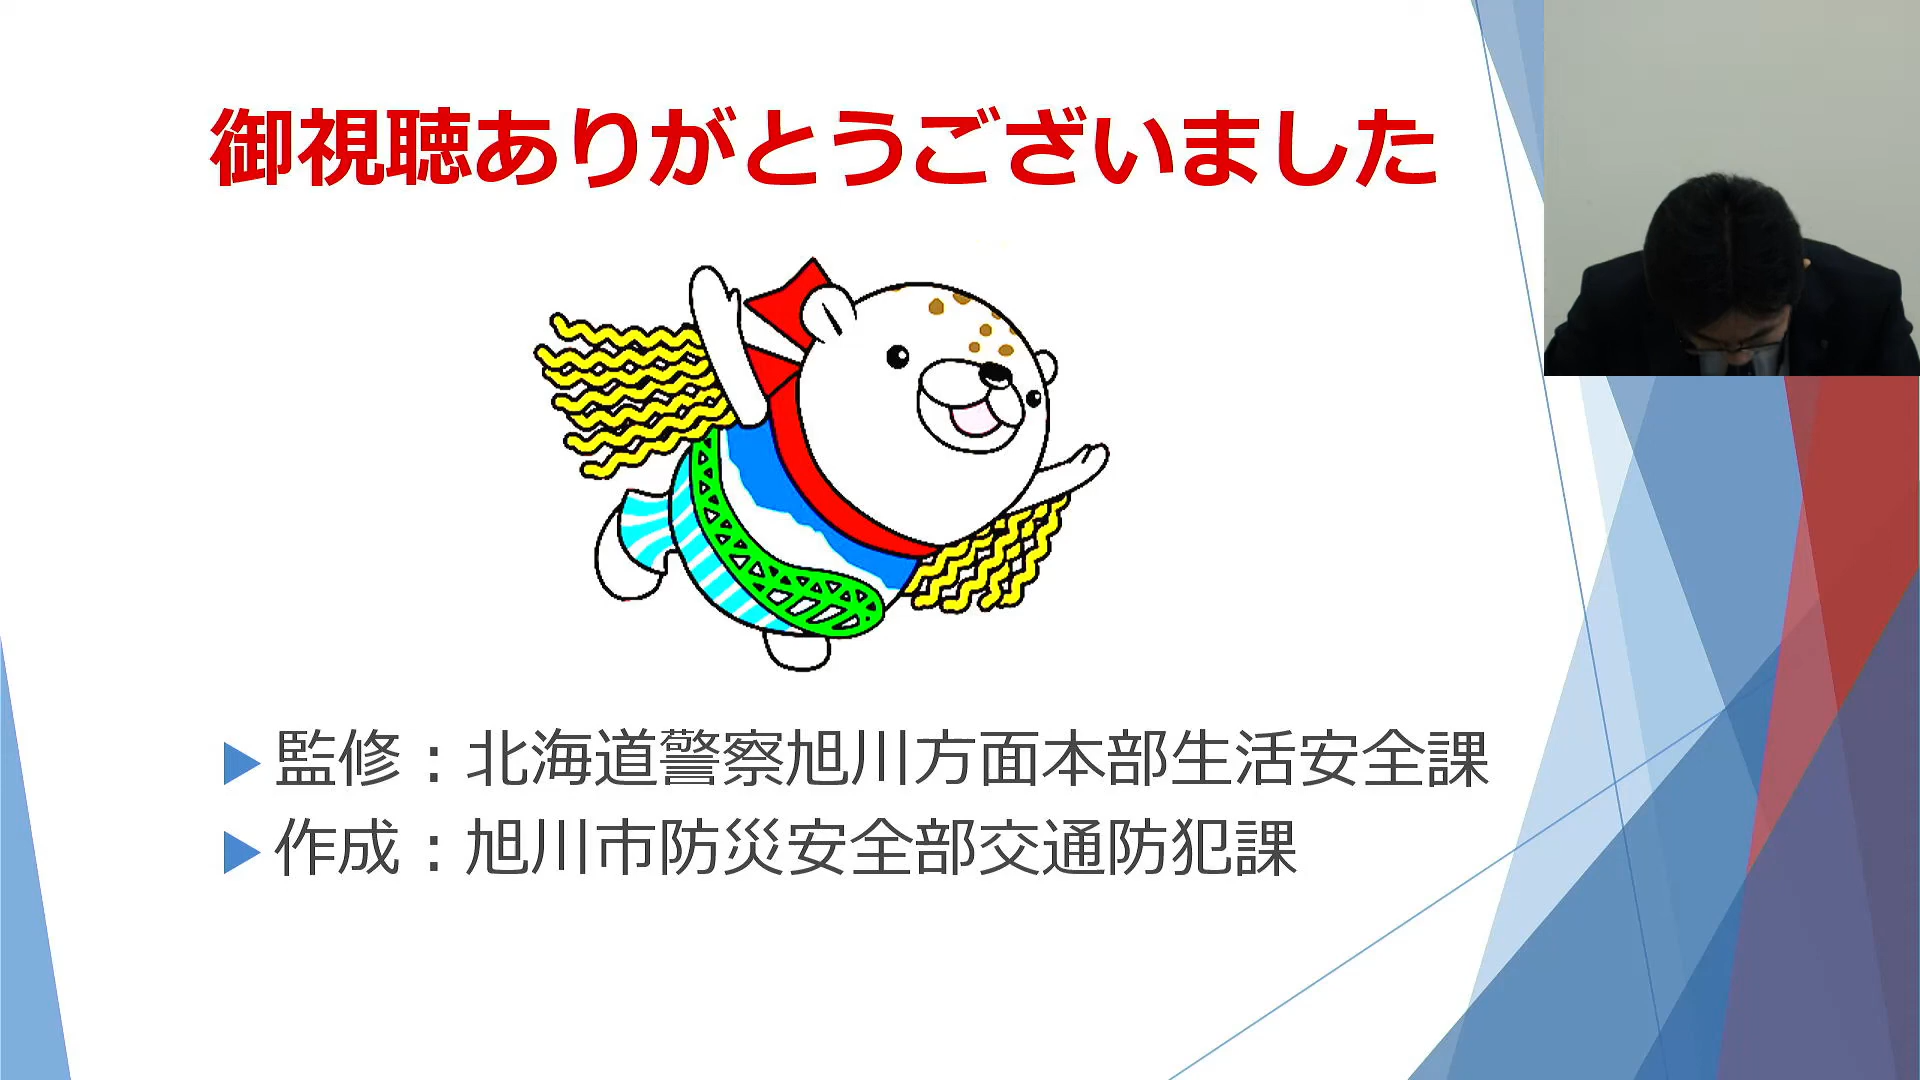 御視聴ありがとうございました
監修：北海道警察旭川方面本部生活安全課
作成：旭川市防災安全部交通防犯課